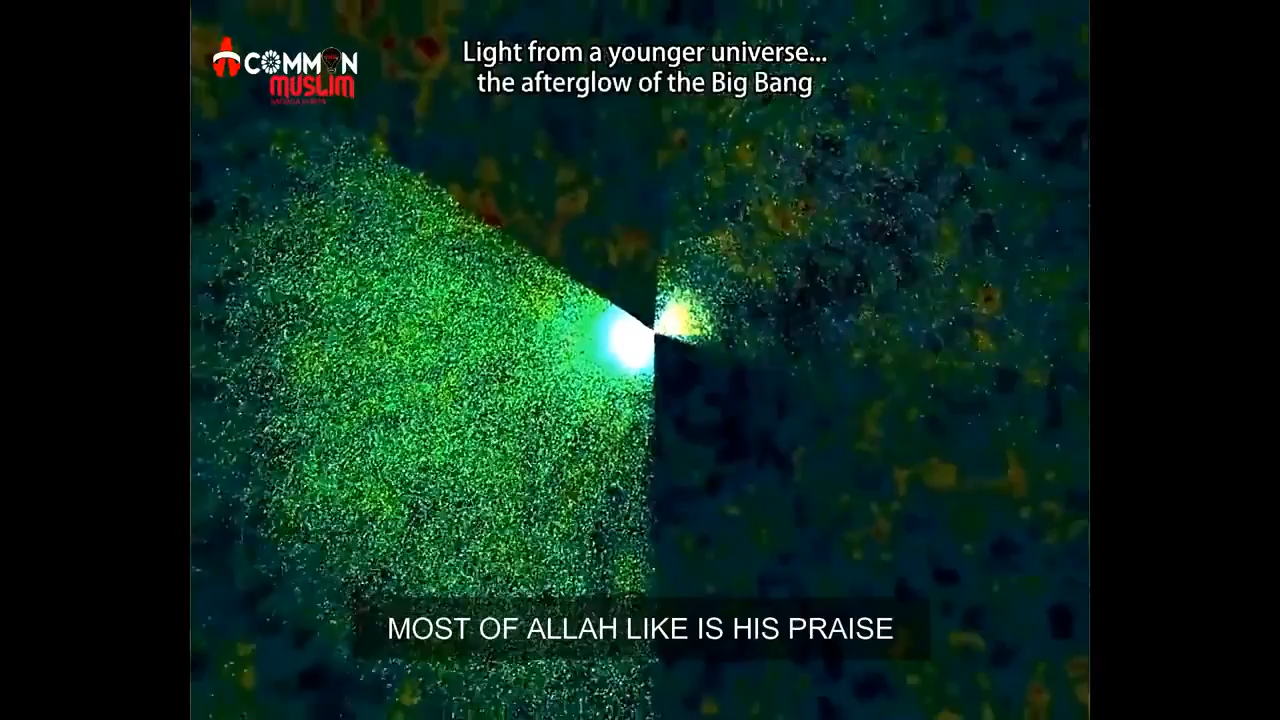 COMMON
MUSLIM
Light from a younger universe...
the afterglow of the Big Bang
MOST OF ALLAH LIKE IS HIS PRAISE